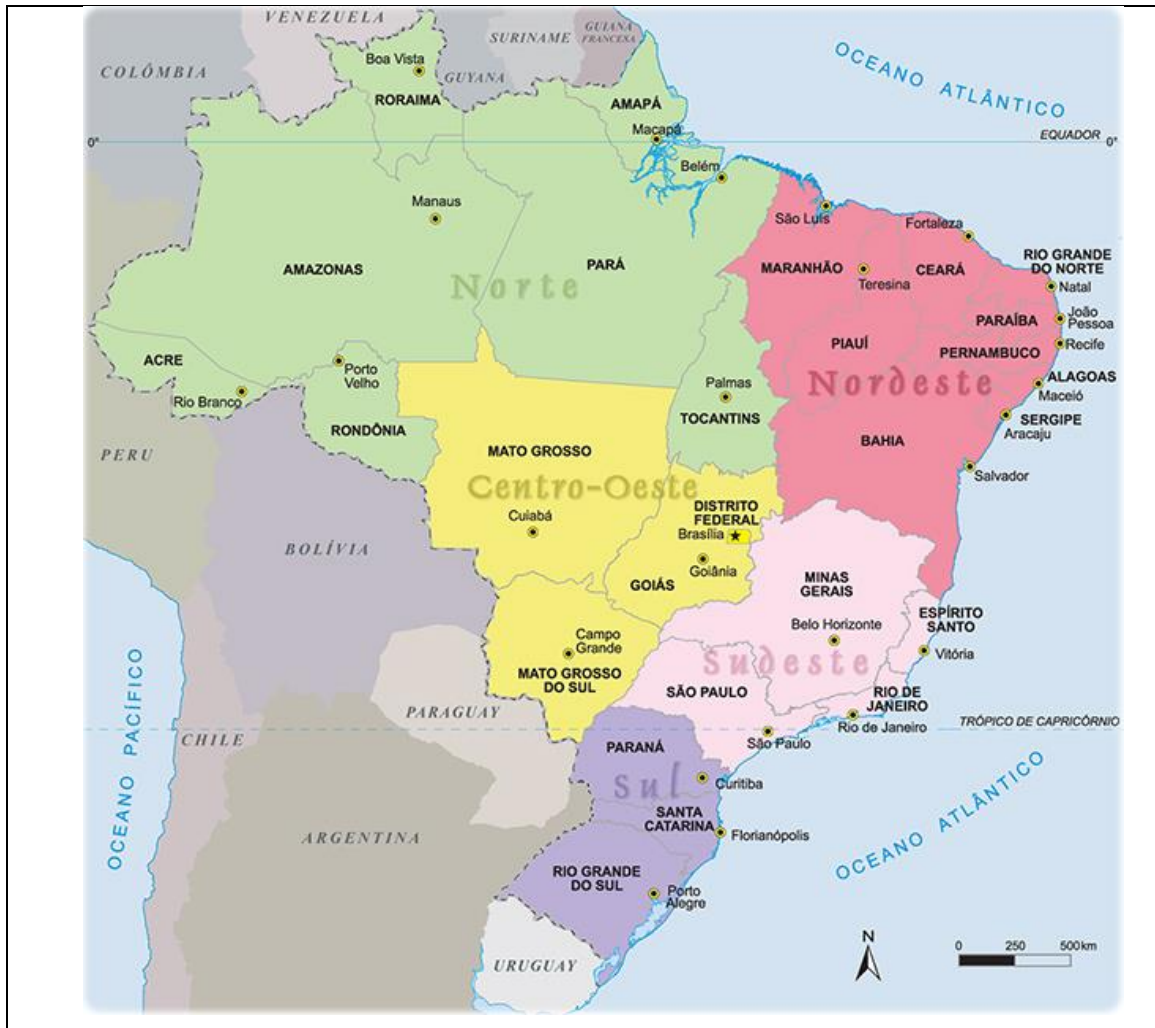 VENEZUELA
SURINAME
GUIANA
FRANCESA
COLÔMBIA
GUYANA
Boa Vista
RORAIMA
AMAPÁ
Macapá
OCEANO ATLÂNTICO
EQUADOR
0°
0°
Belém
Manaus
São Luís
Fortaleza
AMAZONAS
Norte
PARÁ
MARANHÃO
Teresina
CEARÁ
RIO GRANDE
DO NORTE
Natal
PARAÍBA
João
Pessoa
PIAUÍ
PERNAMBUCO
Recife
Nordeste
ALAGOAS
Maceió
SERGIPE
Aracaju
BAHIA
Salvador
ACRE
Rio Branco
Porto
Velho
RONDÔNIA
Palmas
TOCANTINS
PERU
MATO GROSSO
Centro-Oeste
Cuiabá
DISTRITO
FEDERAL
Brasília
Goiânia
GOIÁS
BOLÍVIA
MINAS
GERAIS
Belo Horizonte
ESPÍRITO
SANTO
Vitória
Campo
Grande
MATO GROSSO
DO SUL
Sudeste
SÃO PAULO
RIO DE
JANEIRO
Rio de Janeiro
São Paulo
TRÓPICO DE CAPRICÓRNIO
PARAGUAY
CHILE
OCEANO PACÍFICO
PARANÁ
Sul
Curitiba
SANTA
CATARINA
Florianópolis
ARGENTINA
RIO GRANDE
DO SUL
Porto
Alegre
OCEANO ATLÂNTICO
URUGUAY
N
0 250 500km